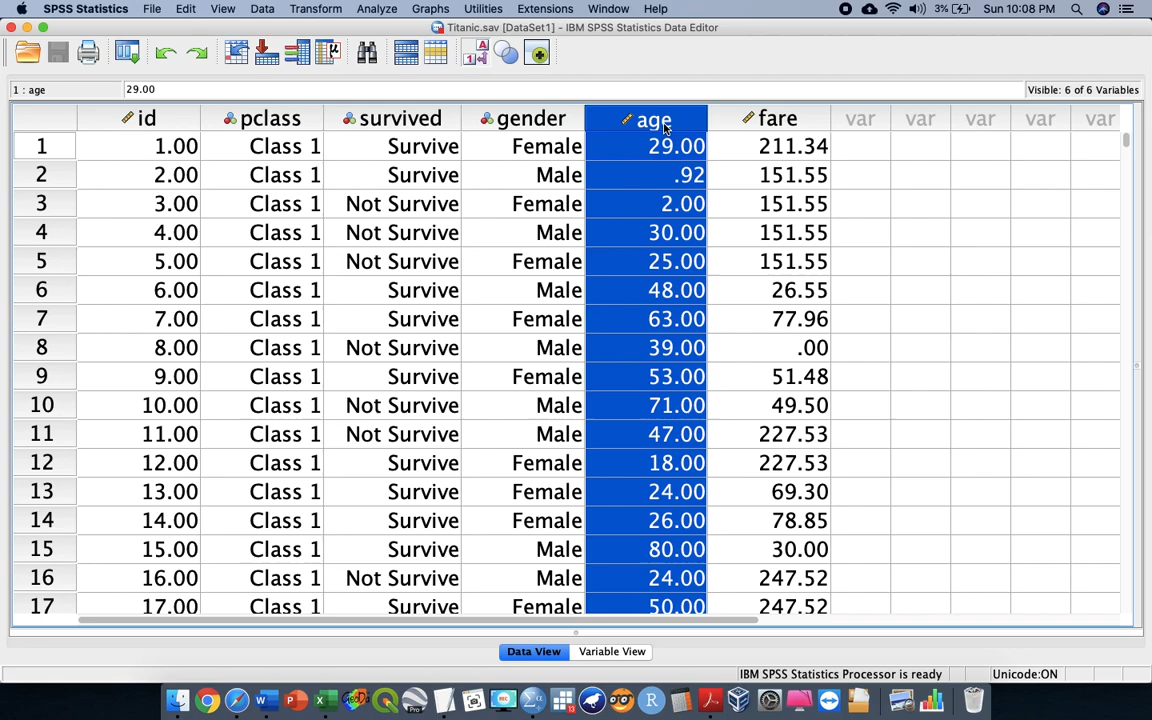 SPSS Statistics File Edit View Data Transform Analyze Graphs Utilities Extensions Window Help 3% Sun 10:08 PM
Titanic.sav [DataSet1] - IBM SPSS Statistics Data Editor
1 : age 29.00 Visible: 6 of 6 Variables
id pclass survived gender age fare var var var var var
1 1.00 Class 1 Survive Female 29.00 211.34
2 2.00 Class 1 Survive Male .92 151.55
3 3.00 Class 1 Not Survive Female 2.00 151.55
4 4.00 Class 1 Not Survive Male 30.00 151.55
5 5.00 Class 1 Not Survive Female 25.00 151.55
6 6.00 Class 1 Survive Male 48.00 26.55
7 7.00 Class 1 Survive Female 63.00 77.96
8 8.00 Class 1 Not Survive Male 39.00 .00
9 9.00 Class 1 Survive Female 53.00 51.48
10 10.00 Class 1 Not Survive Male 71.00 49.50
11 11.00 Class 1 Not Survive Male 47.00 227.53
12 12.00 Class 1 Survive Female 18.00 227.53
13 13.00 Class 1 Survive Female 24.00 69.30
14 14.00 Class 1 Survive Female 26.00 78.85
15 15.00 Class 1 Survive Male 80.00 30.00
16 16.00 Class 1 Not Survive Male 24.00 247.52
17 17.00 Class 1 Survive Female 50.00 247.52
Data View Variable View
IBM SPSS Statistics Processor is ready Unicode:ON